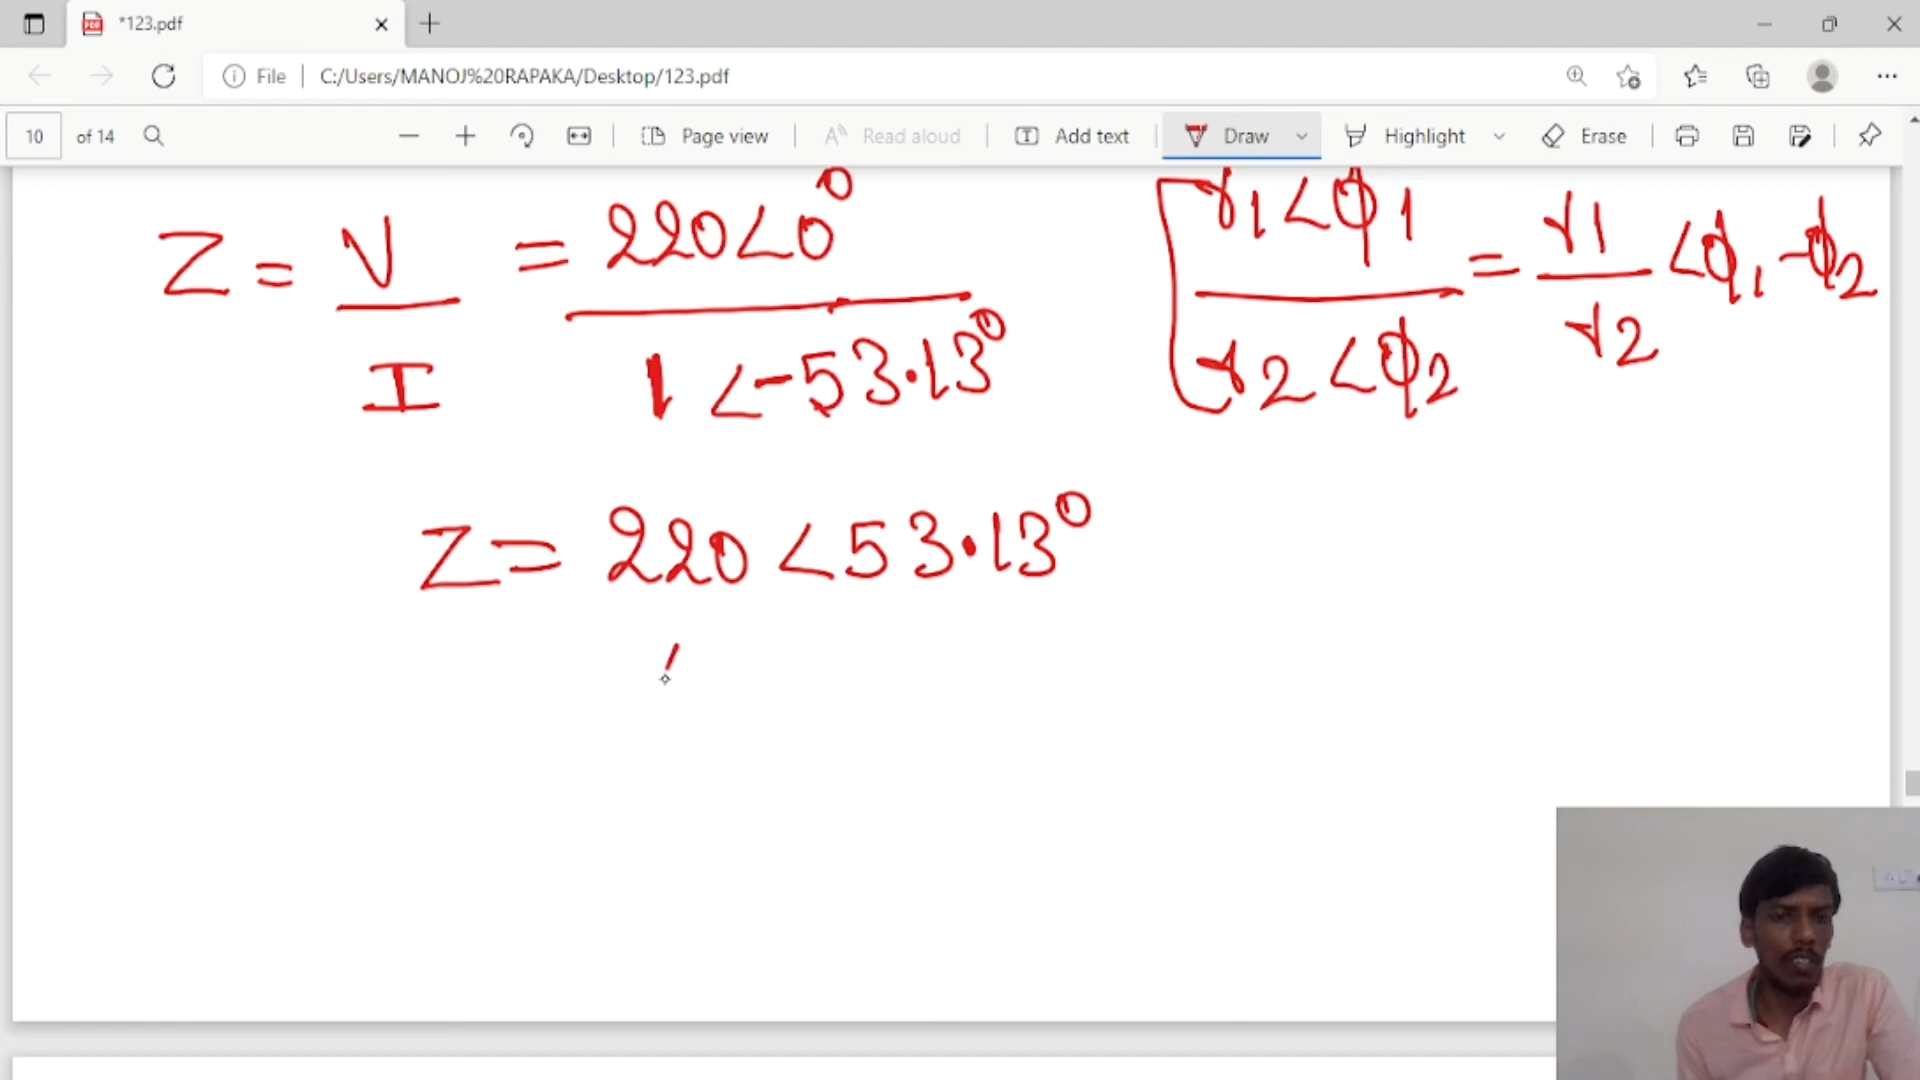 *123.pdf
File C:/Users/MANOJ%20RAPAKA/Desktop/123.pdf
10 of 14 Page view Read aloud Add text Draw Highlight Erase
Z = V/I = 220<0° / 1<-53.13°
[r1<ϕ1 / r2<ϕ2 = r1/r2 <ϕ1-ϕ2
Z = 220 <53.13°